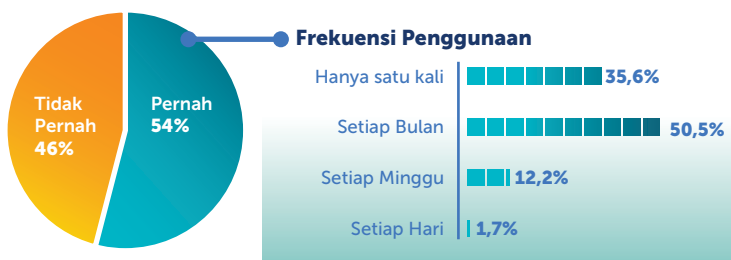 Tidak
Pernah
46%
Pernah
54%
Frekuensi Penggunaan
Hanya satu kali 35,6%
Setiap Bulan 50,5%
Setiap Minggu 12,2%
Setiap Hari 1,7%